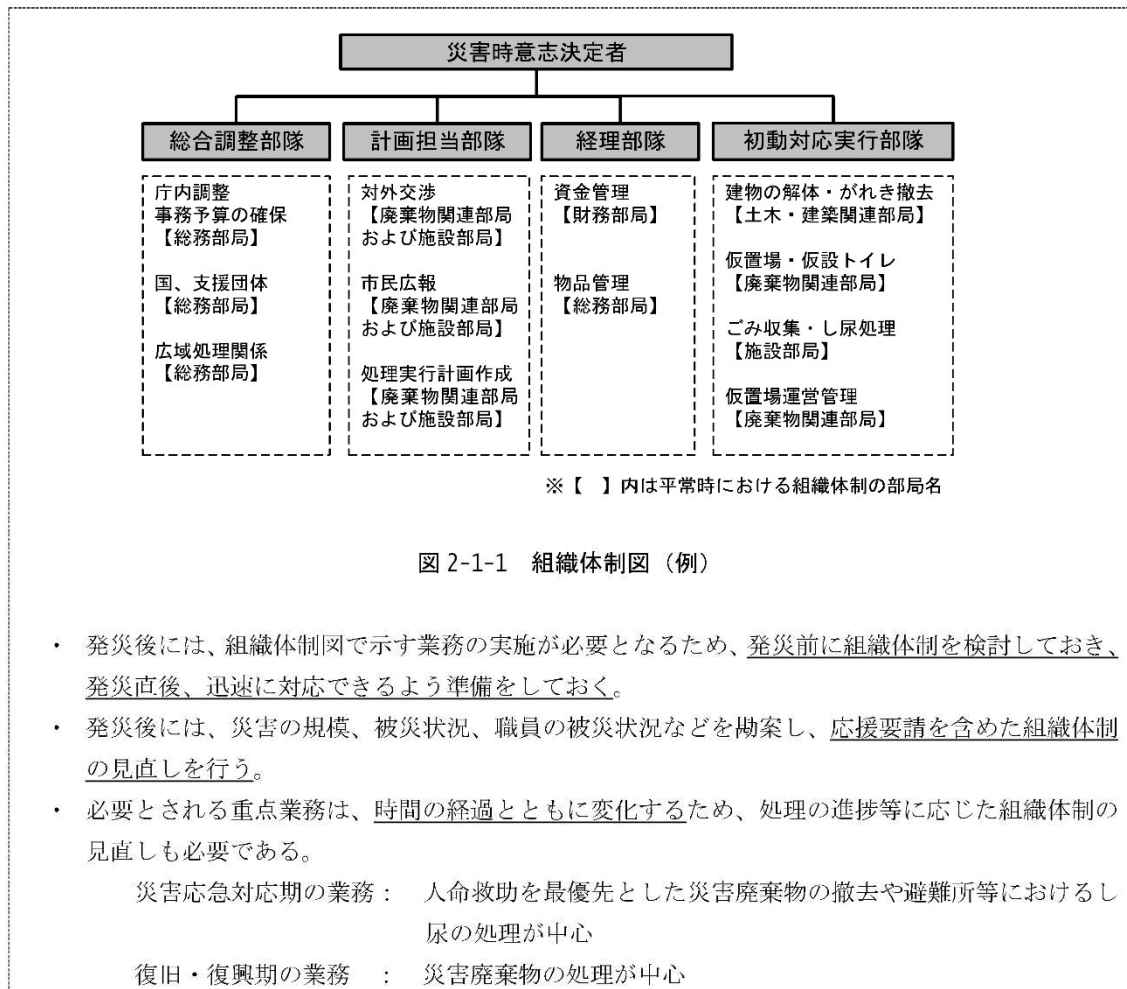 災害時意志決定者
総合調整部隊
庁内調整
事務予算の確保
【総務部局】
国、支援団体
【総務部局】
広域処理関係
【総務部局】
計画担当部隊
対外交渉
【廃棄物関連部局
および施設部局】
市民広報
【廃棄物関連部局
および施設部局】
処理実行計画作成
【廃棄物関連部局
および施設部局】
経理部隊
資金管理
【財務部局】
物品管理
【総務部局】
初動対応実行部隊
建物の解体・がれき撤去
【土木・建築関連部局】
仮置場・仮設トイレ
【廃棄物関連部局】
ごみ収集・し尿処理
【施設部局】
仮置場運営管理
【廃棄物関連部局】
※【　】内は平常時における組織体制の部局名
図 2-1-1　組織体制図（例）
・ 発災後には、組織体制図で示す業務の実施が必要となるため、発災前に組織体制を検討しておき、
発災直後、迅速に対応できるよう準備をしておく。
・ 発災後には、災害の規模、被災状況、職員の被災状況などを勘案し、応援要請を含めた組織体制
の見直しを行う。
・ 必要とされる重点業務は、時間の経過とともに変化するため、処理の進捗等に応じた組織体制の
見直しも必要である。
災害応急対応期の業務：　人命救助を最優先とした災害廃棄物の撤去や避難所等におけるし
尿の処理が中心
復旧・復興期の業務　：　災害廃棄物の処理が中心